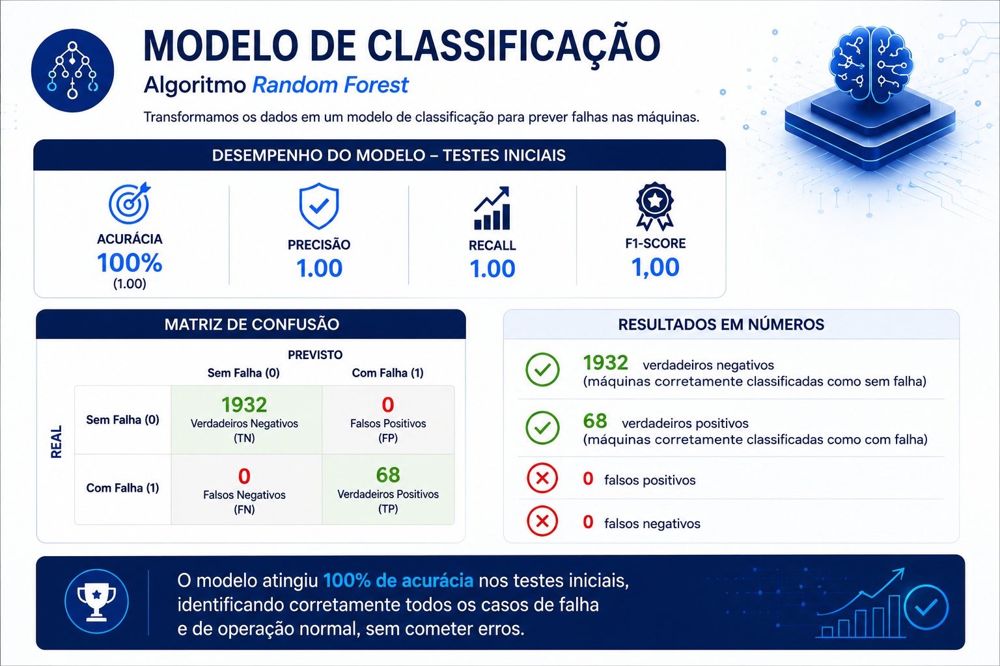 MODELO DE CLASSIFICAÇÃO
Algoritmo Random Forest
Transformamos os dados em um modelo de classificação para prever falhas nas máquinas.
DESEMPENHO DO MODELO – TESTES INICIAIS
ACURÁCIA
100%
(1.00)
PRECISÃO
1.00
RECALL
1.00
F1-SCORE
1,00
MATRIZ DE CONFUSÃO
PREVISTO
Sem Falha (0)
Com Falha (1)
REAL
Sem Falha (0)
1932
Verdadeiros Negativos
(TN)
0
Falsos Positivos
(FP)
Com Falha (1)
0
Falsos Negativos
(FN)
68
Verdadeiros Positivos
(TP)
RESULTADOS EM NÚMEROS
1932 verdadeiros negativos
(máquinas corretamente classificadas como sem falha)
68 verdadeiros positivos
(máquinas corretamente classificadas como com falha)
0 falsos positivos
0 falsos negativos
O modelo atingiu 100% de acurácia nos testes iniciais,
identificando corretamente todos os casos de falha
e de operação normal, sem cometer erros.